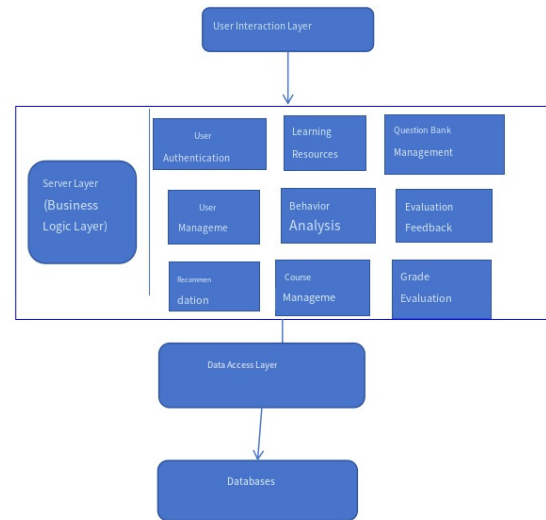 User Interaction Layer
Server Layer
(Business
Logic Layer)
User
Authentication
Learning
Resources
Question Bank
Management
User
Manageme
Behavior
Analysis
Evaluation
Feedback
Recommen
dation
Course
Manageme
Grade
Evaluation
Data Access Layer
Databases